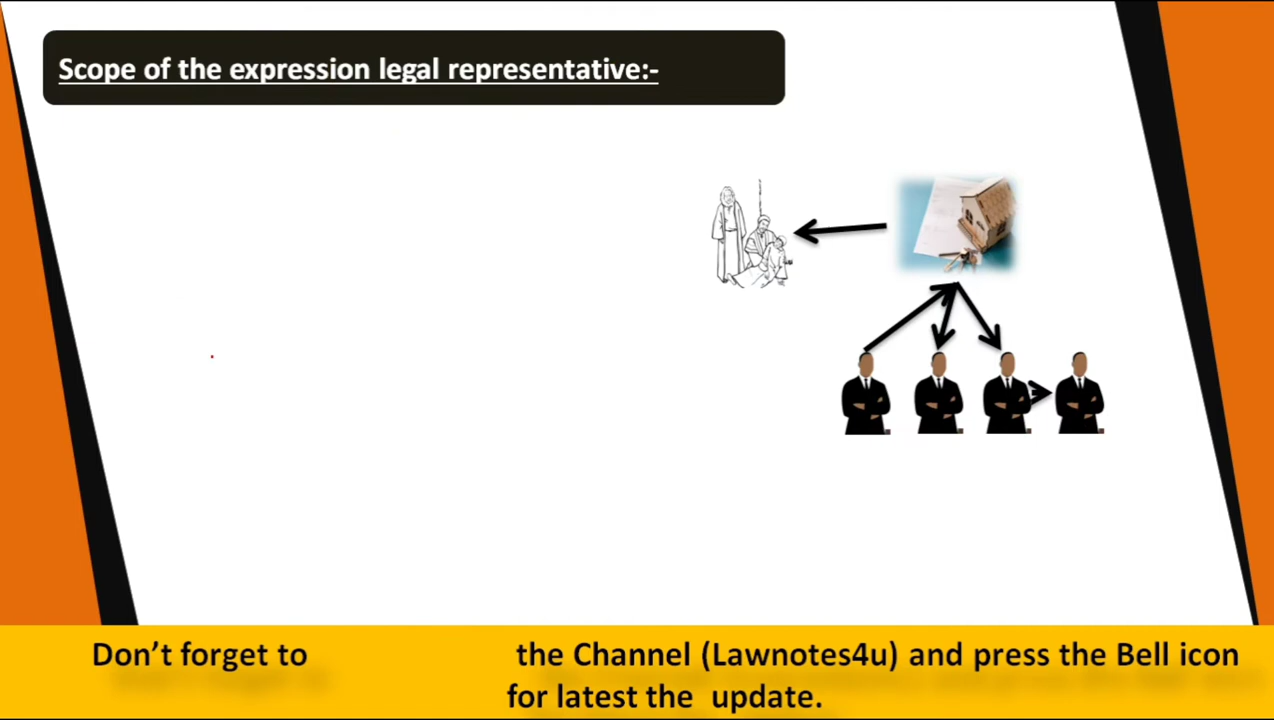 Scope of the expression legal representative:-
Don't forget to the Channel (Lawnotes4u) and press the Bell icon
for latest the update.